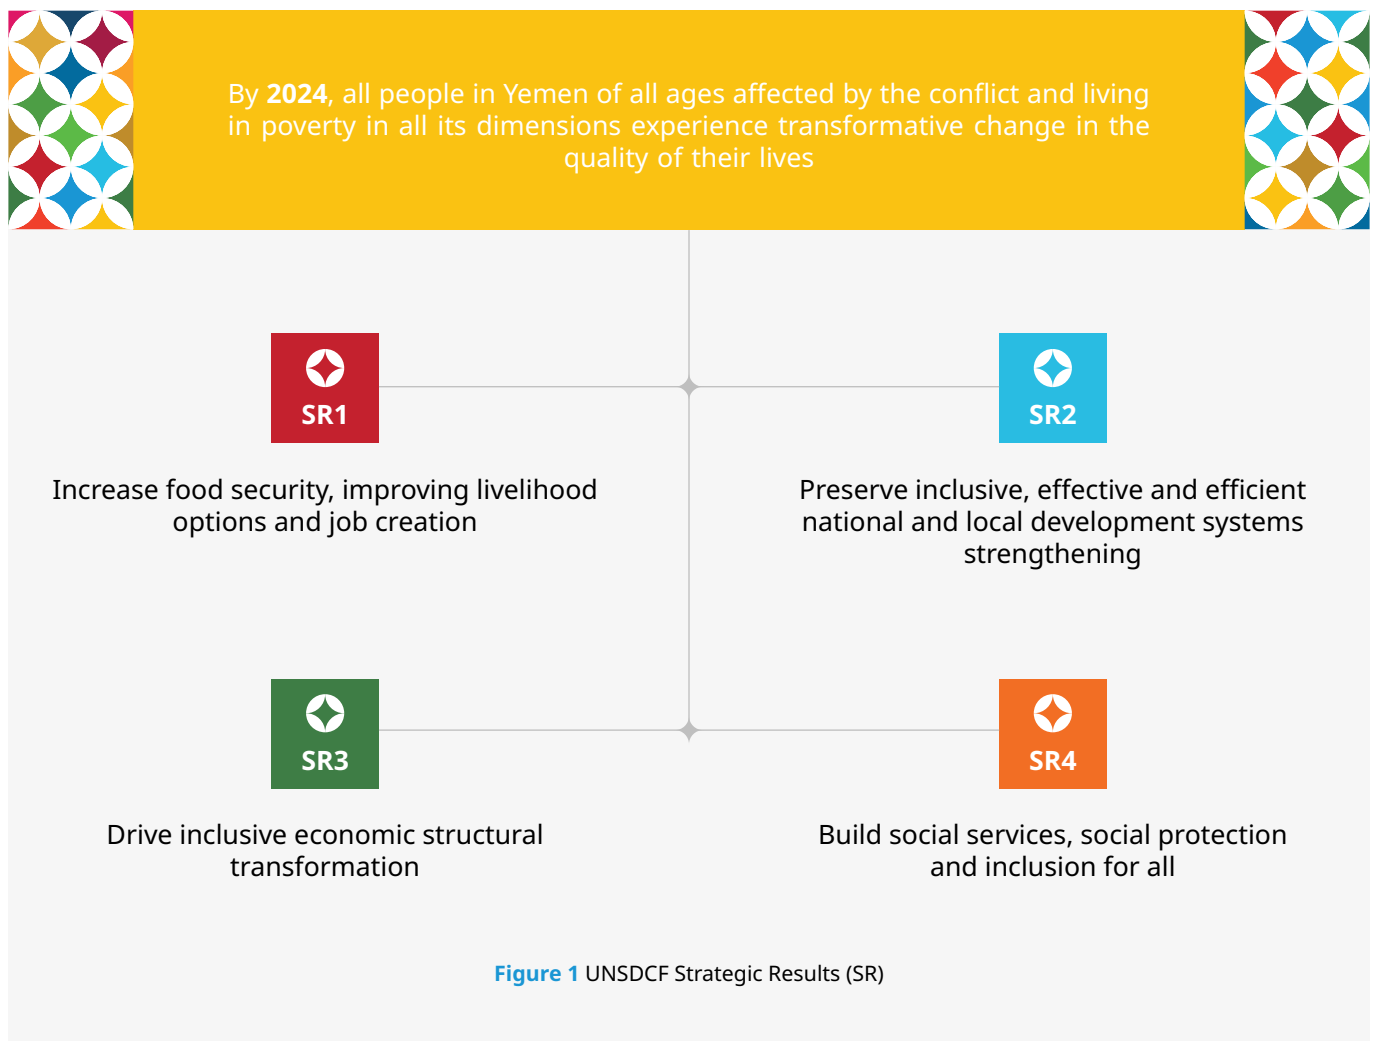 By 2024, all people in Yemen of all ages affected by the conflict and living
in poverty in all its dimensions experience transformative change in the
quality of their lives
SR1
Increase food security, improving livelihood
options and job creation
SR2
Preserve inclusive, effective and efficient
national and local development systems
strengthening
SR3
Drive inclusive economic structural
transformation
SR4
Build social services, social protection
and inclusion for all
Figure 1 UNSDCF Strategic Results (SR)